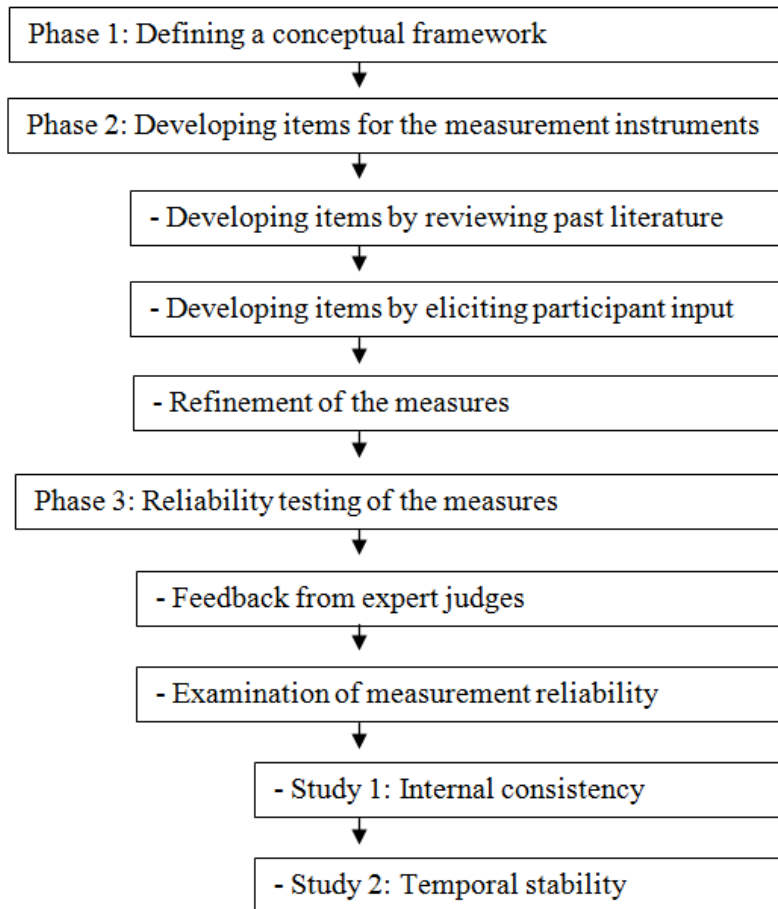 Phase 1: Defining a conceptual framework
Phase 2: Developing items for the measurement instruments
- Developing items by reviewing past literature
- Developing items by eliciting participant input
- Refinement of the measures
Phase 3: Reliability testing of the measures
- Feedback from expert judges
- Examination of measurement reliability
- Study 1: Internal consistency
- Study 2: Temporal stability